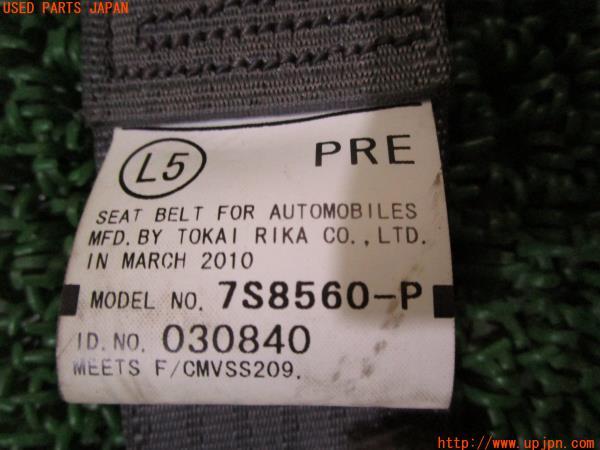 USED PARTS JAPAN
L5 PRE
SEAT BELT FOR AUTOMOBILES
MFD. BY TOKAI RIKA CO., LTD.
IN MARCH 2010
MODEL NO. 7S8560-P
ID. NO. 030840
MEETS F/CMVSS209.
http://www.upjpn.com/